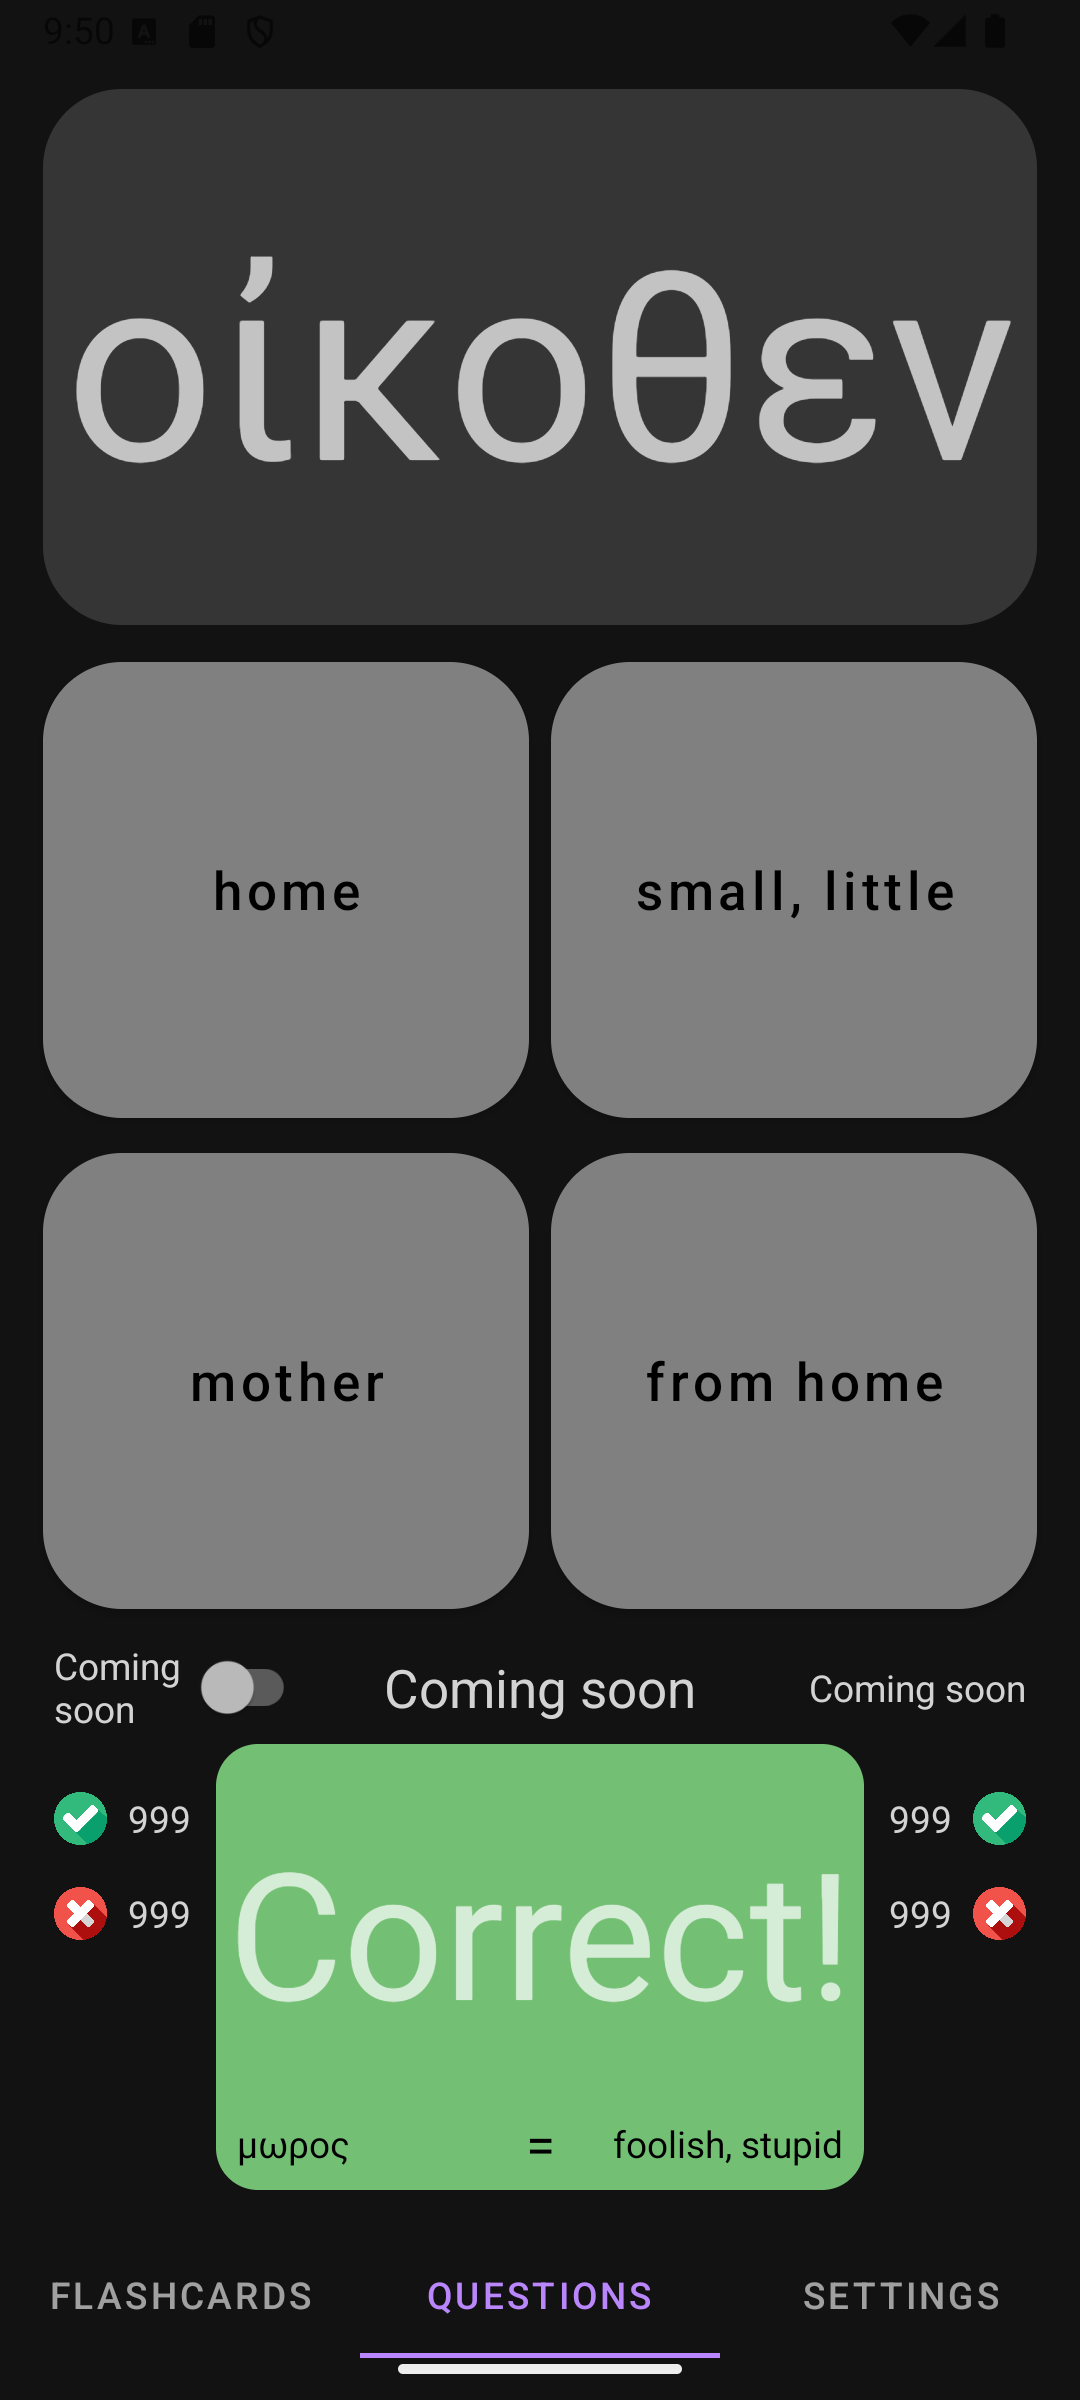 9:50
οἰκοθεν
home
small, little
mother
from home
Coming
soon
Coming soon
Coming soon
999
999
999
999
Correct!
μωρος = foolish, stupid
FLASHCARDS QUESTIONS SETTINGS